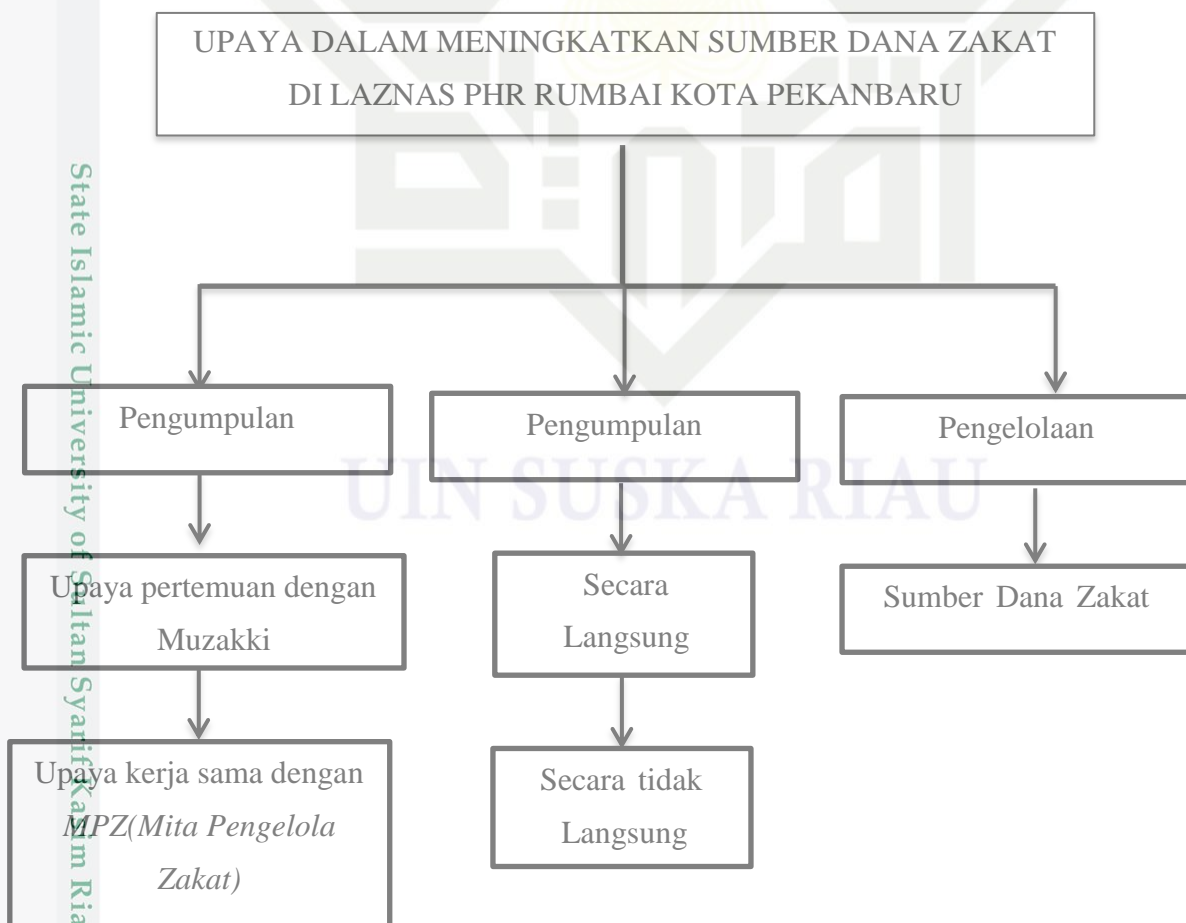 UPAYA DALAM MENINGKATKAN SUMBER DANA ZAKAT
DI LAZNAS PHR RUMBAI KOTA PEKANBARU
Pengumpulan
Pengumpulan
Pengelolaan
Upaya pertemuan dengan
Muzakki
Secara
Langsung
Sumber Dana Zakat
Upaya kerja sama dengan
MPZ(Mita Pengelola
Zakat)
Secara tidak
Langsung
UIN SUSKA RIAU
State Islamic University of Sultan Syarif Kasim Ria